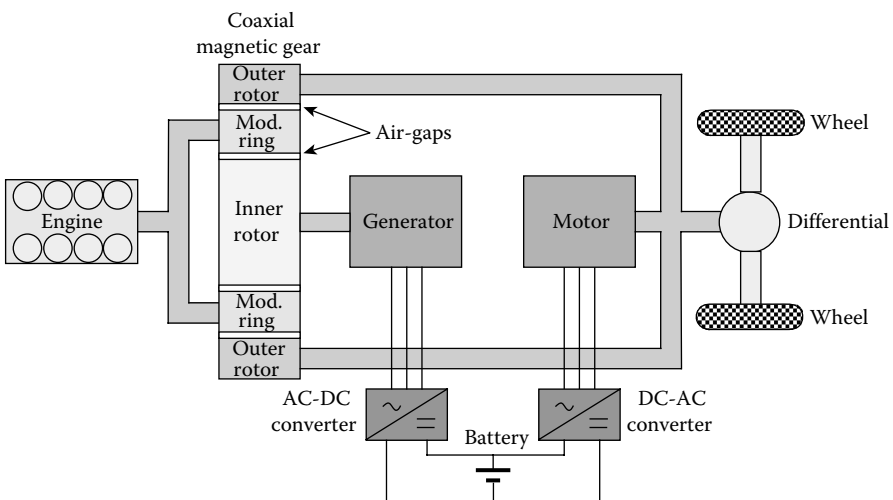 Coaxial
magnetic gear
Outer
rotor
Mod.
ring
Air-gaps
Wheel
Engine
Inner
rotor
Generator
Motor
Differential
Mod.
ring
Wheel
Outer
rotor
AC-DC
converter
DC-AC
converter
Battery